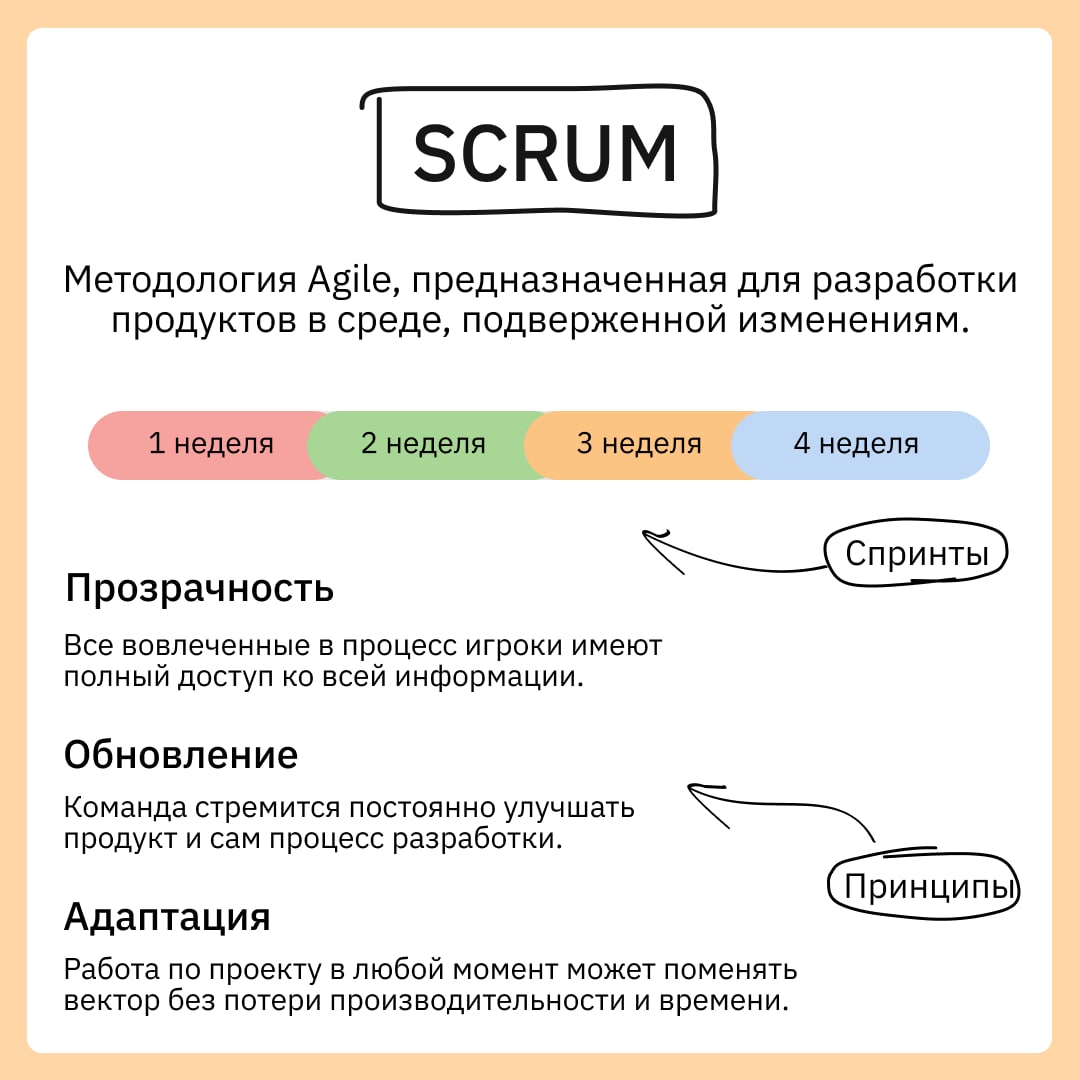 SCRUM
Методология Agile, предназначенная для разработки
продуктов в среде, подверженной изменениям.
1 неделя
2 неделя
3 неделя
4 неделя
Спринты
Прозрачность
Все вовлеченные в процесс игроки имеют
полный доступ ко всей информации.
Обновление
Команда стремится постоянно улучшать
продукт и сам процесс разработки.
Принципы
Адаптация
Работа по проекту в любой момент может поменять
вектор без потери производительности и времени.